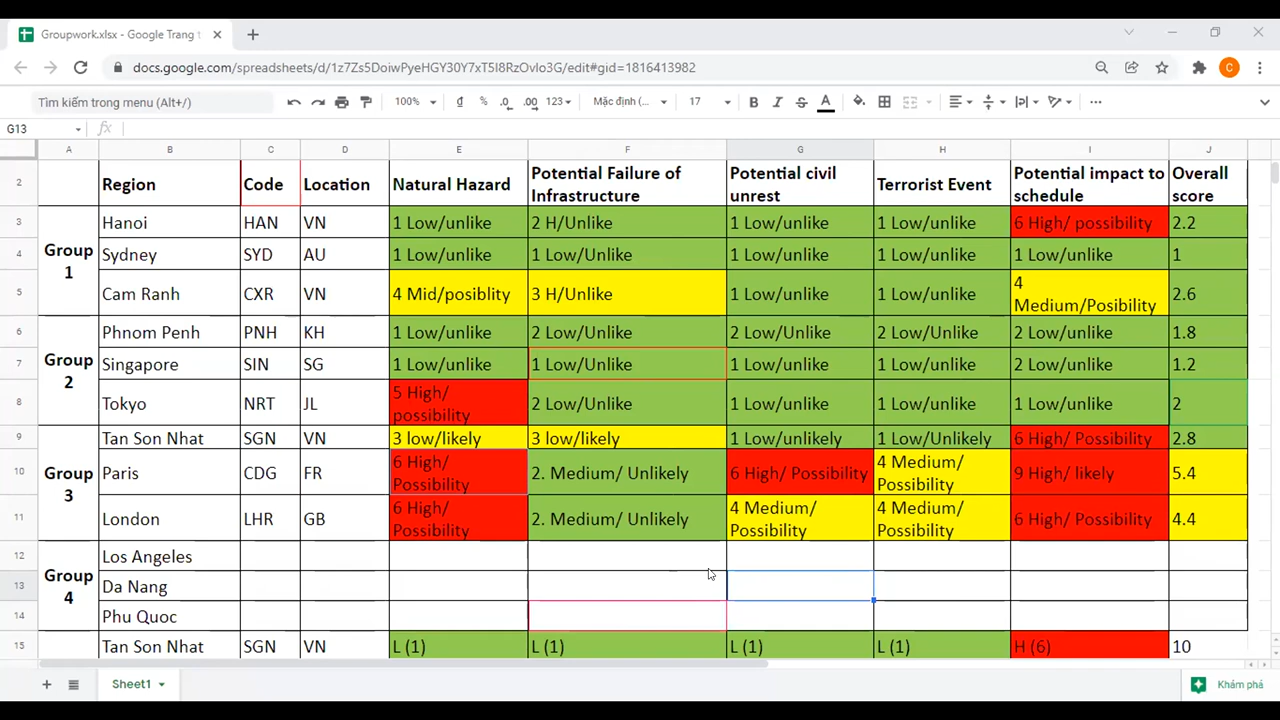 Groupwork.xlsx - Google Trang t
docs.google.com/spreadsheets/d/1z7Zs5DoiwPyeHGY30Y7xT5I8RzOvIo3G/edit#gid=1816413982
C
Tìm kiếm trong menu (Alt+/)
100%
₫
%
.0
.00
123
Mặc định (...
17
B
I
S
A
G13
fx
A B C D E F G H I J
2
Region
Code
Location
Natural Hazard
Potential Failure of
Infrastructure
Potential civil
unrest
Terrorist Event
Potential impact to
schedule
Overall
score
Group
1
3 Hanoi HAN VN 1 Low/unlike 2 H/Unlike 1 Low/unlike 1 Low/unlike 6 High/ possibility 2.2
4 Sydney SYD AU 1 Low/unlike 1 Low/Unlike 1 Low/unlike 1 Low/unlike 1 Low/unlike 1
5 Cam Ranh CXR VN 4 Mid/posiblity 3 H/Unlike 1 Low/unlike 1 Low/unlike 4
Medium/Posibility 2.6
Group
2
6 Phnom Penh PNH KH 1 Low/unlike 2 Low/Unlike 2 Low/Unlike 2 Low/Unlike 2 Low/unlike 1.8
7 Singapore SIN SG 1 Low/unlike 1 Low/Unlike 1 Low/unlike 1 Low/unlike 2 Low/unlike 1.2
8 Tokyo NRT JL 5 High/
possibility 2 Low/Unlike 1 Low/unlike 1 Low/unlike 1 Low/unlike 2
Group
3
9 Tan Son Nhat SGN VN 3 low/likely 3 low/likely 1 Low/unlikely 1 Low/Unlikely 6 High/ Possibility 2.8
10 Paris CDG FR 6 High/
Possibility 2. Medium/ Unlikely 6 High/ Possibility 4 Medium/
Possibility 9 High/ likely 5.4
11 London LHR GB 6 High/
Possibility 2. Medium/ Unlikely 4 Medium/
Possibility 4 Medium/
Possibility 6 High/ Possibility 4.4
Group
4
12 Los Angeles
13 Da Nang
14 Phu Quoc
15 Tan Son Nhat SGN VN L (1) L (1) L (1) L (1) H (6) 10
Sheet1
Khám phá